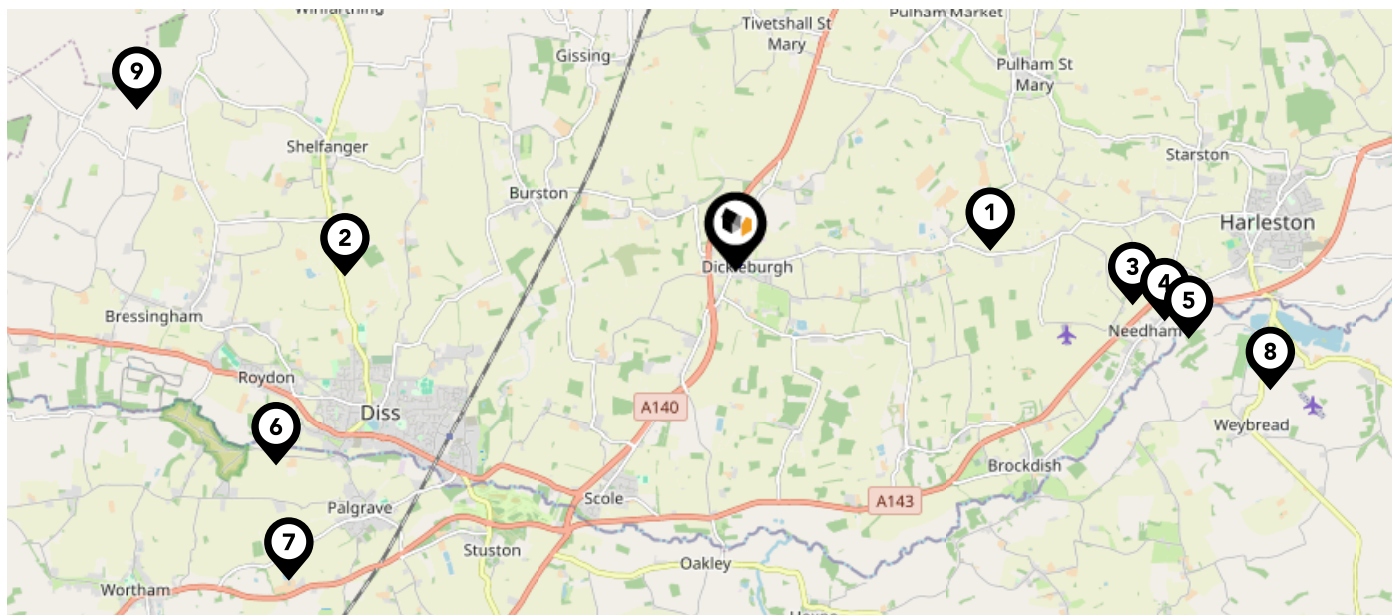 Winfarthing
Tivetshall St
Mary
Pulham Market
Gissing
Pulham St
Mary
9
Shelfanger
Starston
Burston
1
Harleston
2
Dickleburgh
3
4
5
Bressingham
Needham
8
Roydon
A140
Diss
6
Weybread
Brockdish
Scole
A143
Palgrave
7
Stuston
Oakley
Wortham